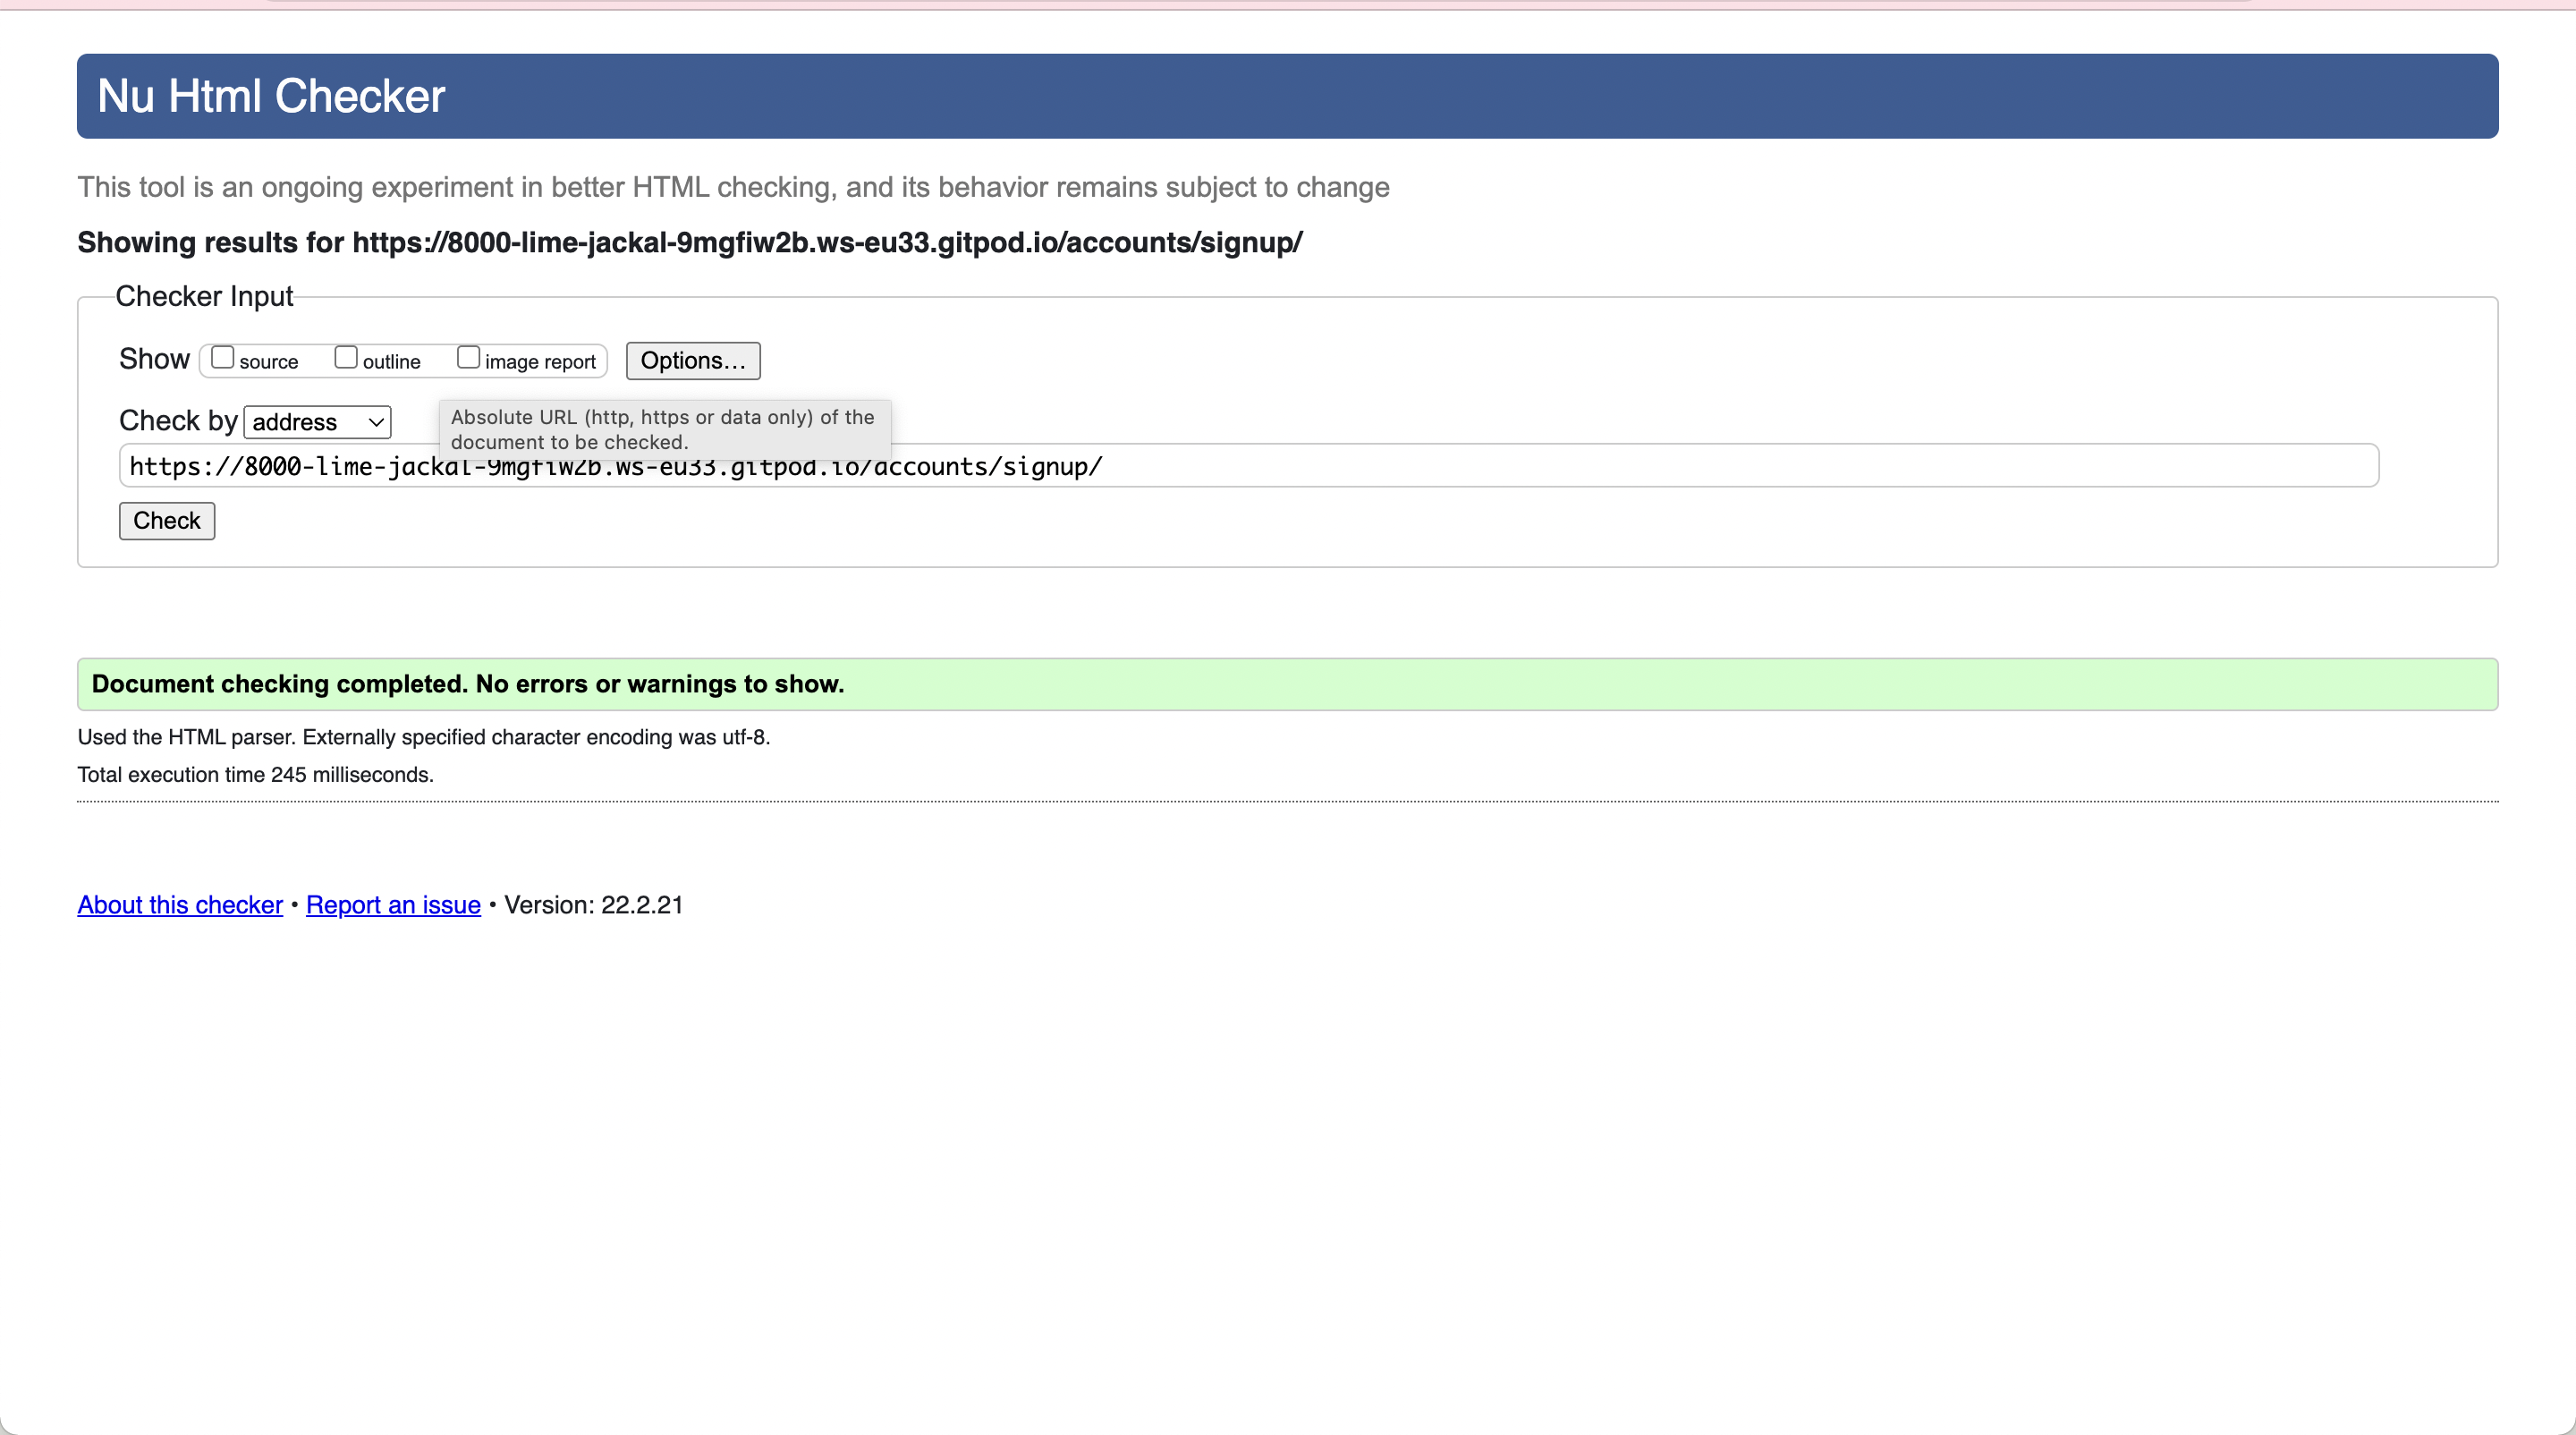 Nu Html Checker
This tool is an ongoing experiment in better HTML checking, and its behavior remains subject to change
Showing results for https://8000-lime-jackal-9mgfiw2b.ws-eu33.gitpod.io/accounts/signup/
Checker Input
Show source outline image report Options...
Check by address
Absolute URL (http, https or data only) of the
document to be checked.
https://8000-lime-jackal-9mgfiw2b.ws-eu33.gitpod.io/accounts/signup/
Check
Document checking completed. No errors or warnings to show.
Used the HTML parser. Externally specified character encoding was utf-8.
Total execution time 245 milliseconds.
About this checker • Report an issue • Version: 22.2.21